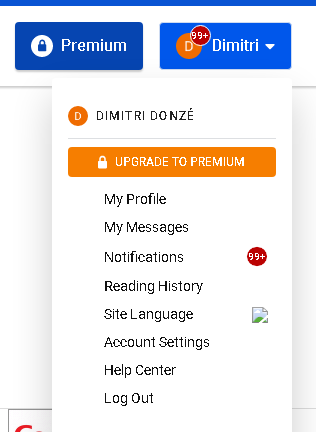 Premium
99+
D
Dimitri
D
DIMITRI DONZÉ
UPGRADE TO PREMIUM
My Profile
My Messages
Notifications 99+
Reading History
Site Language
Account Settings
Help Center
Log Out